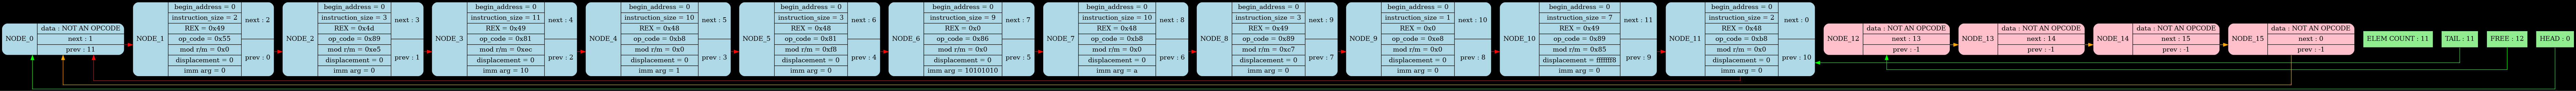 NODE_0
data : NOT AN OPCODE
next : 1
prev : 11
NODE_1
begin_address = 0
instruction_size = 2
REX = 0x49
op_code = 0x55
mod r/m = 0x0
displacement = 0
imm arg = 0
next : 2
prev : 0
NODE_2
begin_address = 0
instruction_size = 3
REX = 0x4d
op_code = 0x89
mod r/m = 0xe5
displacement = 0
imm arg = 0
next : 3
prev : 1
NODE_3
begin_address = 0
instruction_size = 11
REX = 0x49
op_code = 0x81
mod r/m = 0xec
displacement = 0
imm arg = 10
next : 4
prev : 2
NODE_4
begin_address = 0
instruction_size = 10
REX = 0x48
op_code = 0xb8
mod r/m = 0x0
displacement = 0
imm arg = 1
next : 5
prev : 3
NODE_5
begin_address = 0
instruction_size = 3
REX = 0x48
op_code = 0x81
mod r/m = 0xf8
displacement = 0
imm arg = 0
next : 6
prev : 4
NODE_6
begin_address = 0
instruction_size = 9
REX = 0x0
op_code = 0x86
mod r/m = 0x0
displacement = 0
imm arg = 10101010
next : 7
prev : 5
NODE_7
begin_address = 0
instruction_size = 10
REX = 0x48
op_code = 0xb8
mod r/m = 0x0
displacement = 0
imm arg = a
next : 8
prev : 6
NODE_8
begin_address = 0
instruction_size = 3
REX = 0x49
op_code = 0x89
mod r/m = 0xc7
displacement = 0
imm arg = 0
next : 9
prev : 7
NODE_9
begin_address = 0
instruction_size = 1
REX = 0x0
op_code = 0xe8
mod r/m = 0x0
displacement = 0
imm arg = 0
next : 10
prev : 8
NODE_10
begin_address = 0
instruction_size = 7
REX = 0x49
op_code = 0x89
mod r/m = 0x85
displacement = fffffff8
imm arg = 0
next : 11
prev : 9
NODE_11
begin_address = 0
instruction_size = 2
REX = 0x48
op_code = 0xb8
mod r/m = 0x0
displacement = 0
imm arg = 0
next : 0
prev : 10
NODE_12
data : NOT AN OPCODE
next : 13
prev : -1
NODE_13
data : NOT AN OPCODE
next : 14
prev : -1
NODE_14
data : NOT AN OPCODE
next : 15
prev : -1
NODE_15
data : NOT AN OPCODE
next : 0
prev : -1
ELEM COUNT : 11
TAIL : 11
FREE : 12
HEAD : 0